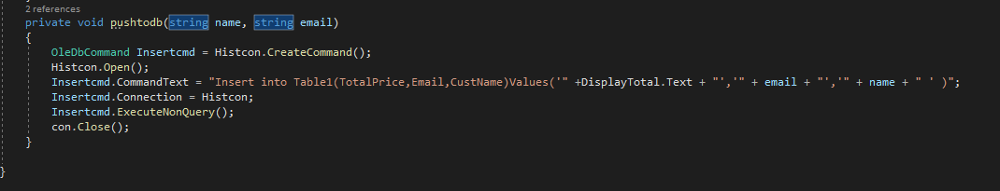 2 references
private void pushtodb(string name, string email)
{
OleDbCommand Insertcmd = Histcon.CreateCommand();
Histcon.Open();
Insertcmd.CommandText = "Insert into Table1(TotalPrice,Email,CustName)Values('" +DisplayTotal.Text + "','" + email + "','" + name + " ' )";
Insertcmd.Connection = Histcon;
Insertcmd.ExecuteNonQuery();
con.Close();
}
}